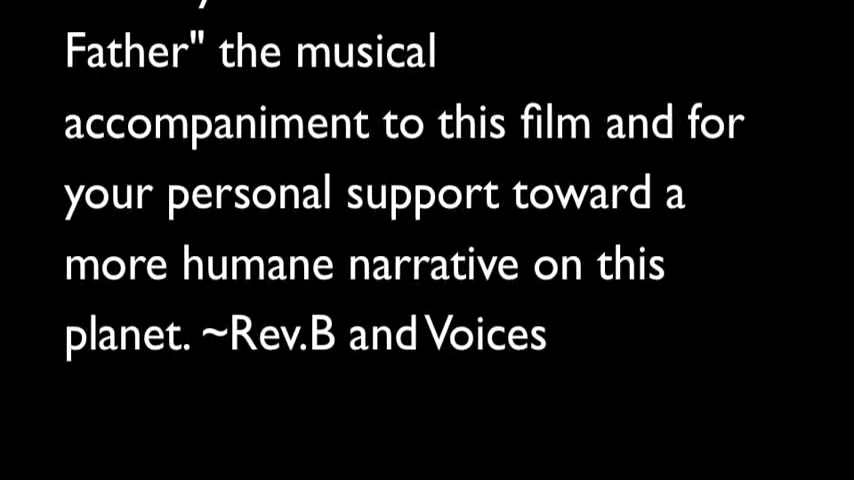 Father" the musical
accompaniment to this film and for
your personal support toward a
more humane narrative on this
planet. ~Rev.B and Voices